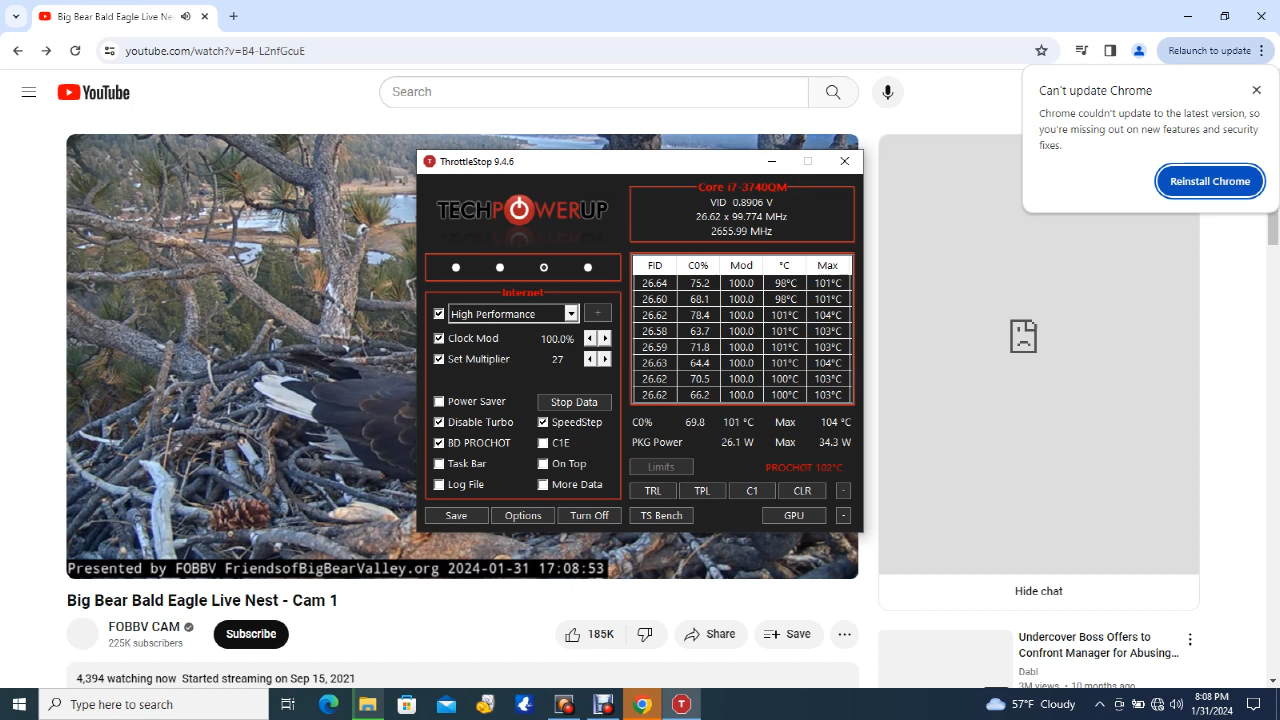 Big Bear Bald Eagle Live Ne
youtube.com/watch?v=B4-L2nfGcuE
Relaunch to update
YouTube
Search
Can't update Chrome
Chrome couldn't update to the latest version, so
you're missing out on new features and security
fixes.
Reinstall Chrome
T ThrottleStop 9.4.6
TECHPOWERUP
Core i7-3740QM
VID 0.8906 V
26.62 x 99.774 MHz
2655.99 MHz
FID C0% Mod °C Max
26.64 75.2 100.0 98°C 101°C
26.60 68.1 100.0 98°C 101°C
26.62 78.4 100.0 101°C 104°C
26.58 63.7 100.0 101°C 103°C
26.59 71.8 100.0 101°C 103°C
26.63 64.4 100.0 101°C 104°C
26.62 70.5 100.0 100°C 103°C
26.62 66.2 100.0 100°C 103°C
Internet
High Performance +
Clock Mod 100.0%
Set Multiplier 27
Power Saver Stop Data
Disable Turbo SpeedStep
BD PROCHOT C1E
Task Bar On Top
Log File More Data
C0% 69.8 101 °C Max 104 °C
PKG Power 26.1 W Max 34.3 W
Limits PROCHOT 102°C
TRL TPL C1 CLR -
Save Options Turn Off TS Bench GPU -
Presented by FOBBV FriendsofBigBearValley.org 2024-01-31 17:08:53
Big Bear Bald Eagle Live Nest - Cam 1
FOBBV CAM
225K subscribers
Subscribe
185K
Share
Save
4,394 watching now Started streaming on Sep 15, 2021
Hide chat
Undercover Boss Offers to
Confront Manager for Abusing...
Dabl
3M views • 10 months ago
Type here to search
T
57°F Cloudy
8:08 PM
1/31/2024